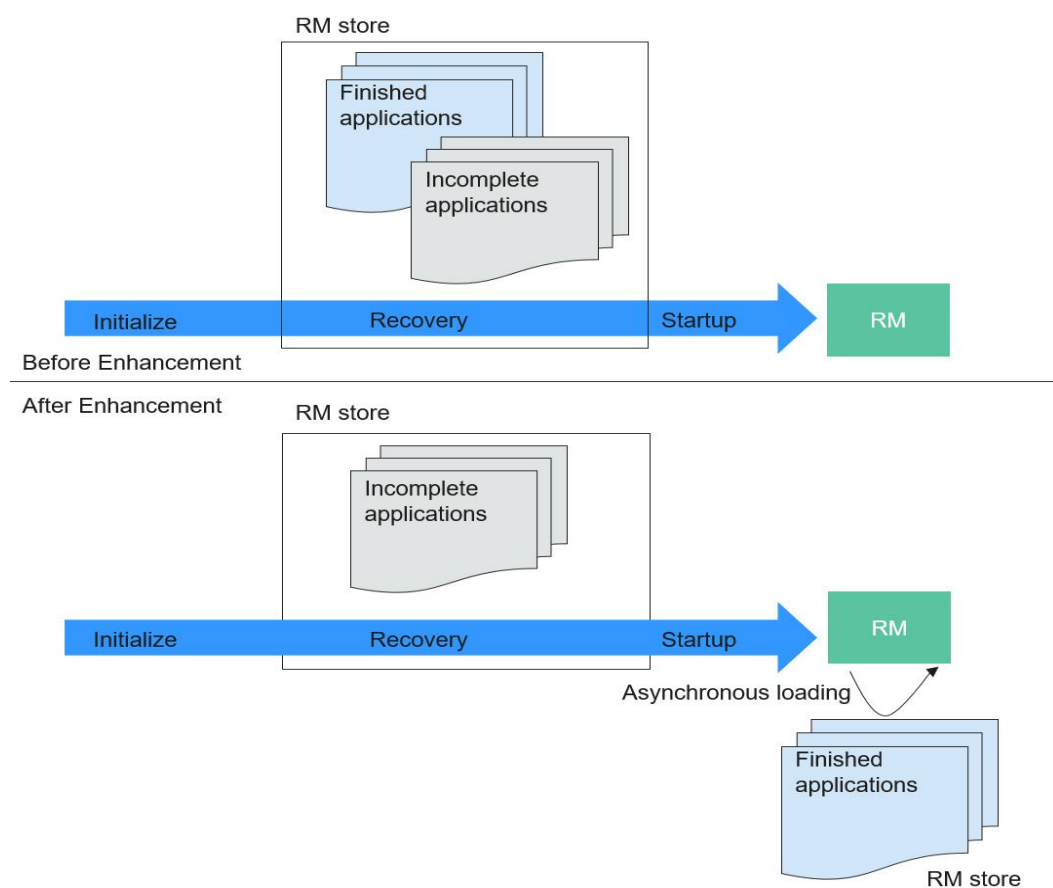 RM store
Finished
applications
Incomplete
applications
Initialize
Recovery
Startup
RM
Before Enhancement
After Enhancement
RM store
Incomplete
applications
Initialize
Recovery
Startup
RM
Asynchronous loading
Finished
applications
RM store